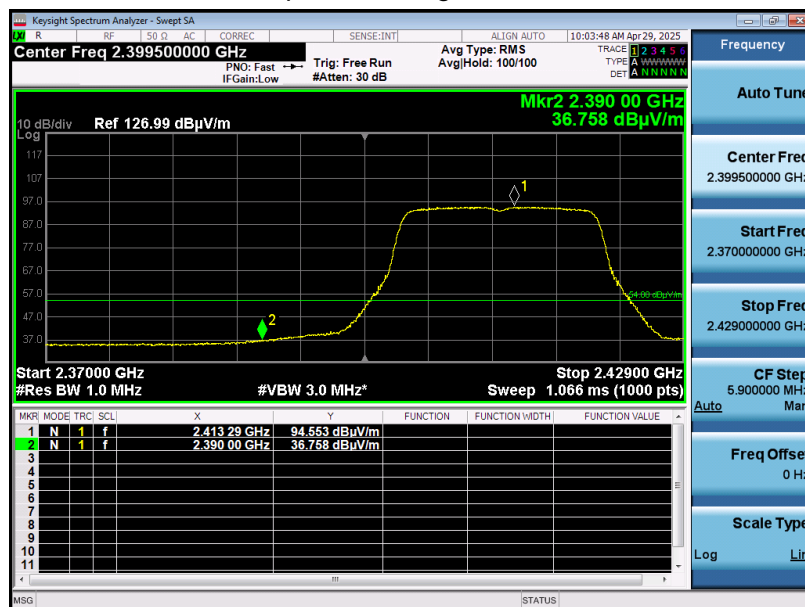 Keysight Spectrum Analyzer - Swept SA
LXI R RF 50 Ω AC CORREC SENSE:INT ALIGN AUTO 10:03:48 AM Apr 29, 2025
Center Freq 2.399500000 GHz
PNO: Fast
IFGain:Low
Trig: Free Run
#Atten: 30 dB
Avg Type: RMS
Avg|Hold: 100/100
TRACE 1 2 3 4 5 6
TYPE A WWWWW
DET A N N N N N
Mkr2 2.390 00 GHz
36.758 dBµV/m
10 dB/div Ref 126.99 dBµV/m
Log
117
107
97.0
87.0
77.0
67.0
57.0
47.0
37.0
1
2
54.00 dBµV/m
Start 2.37000 GHz Stop 2.42900 GHz
#Res BW 1.0 MHz #VBW 3.0 MHz* Sweep 1.066 ms (1000 pts)
MKR MODE TRC SCL X Y FUNCTION FUNCTION WIDTH FUNCTION VALUE
1 N 1 f 2.413 29 GHz 94.553 dBµV/m
2 N 1 f 2.390 00 GHz 36.758 dBµV/m
3
4
5
6
7
8
9
10
11
MSG STATUS
Frequency
Auto Tune
Center Freq
2.399500000 GHz
Start Freq
2.370000000 GHz
Stop Freq
2.429000000 GHz
CF Step
5.900000 MHz
Auto Man
Freq Offset
0 Hz
Scale Type
Log Lin